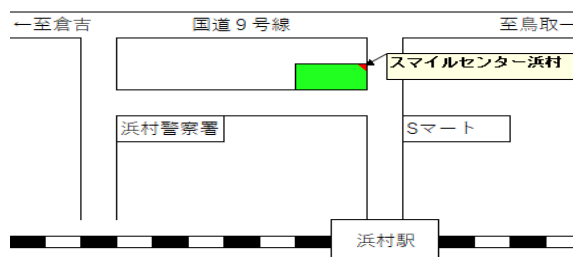 ←至倉吉
国道９号線
至鳥取
スマイルセンター浜村
浜村警察署
Sマート
浜村駅